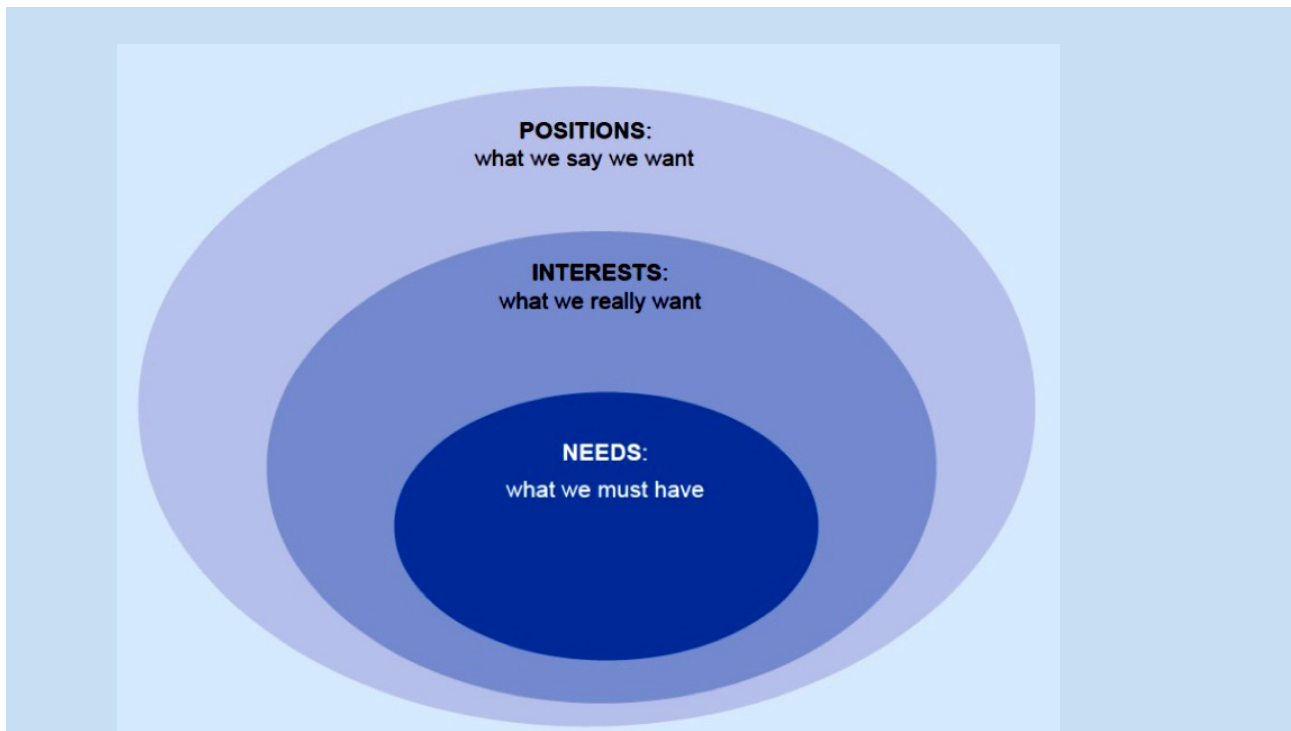 POSITIONS:
what we say we want
INTERESTS:
what we really want
NEEDS:
what we must have